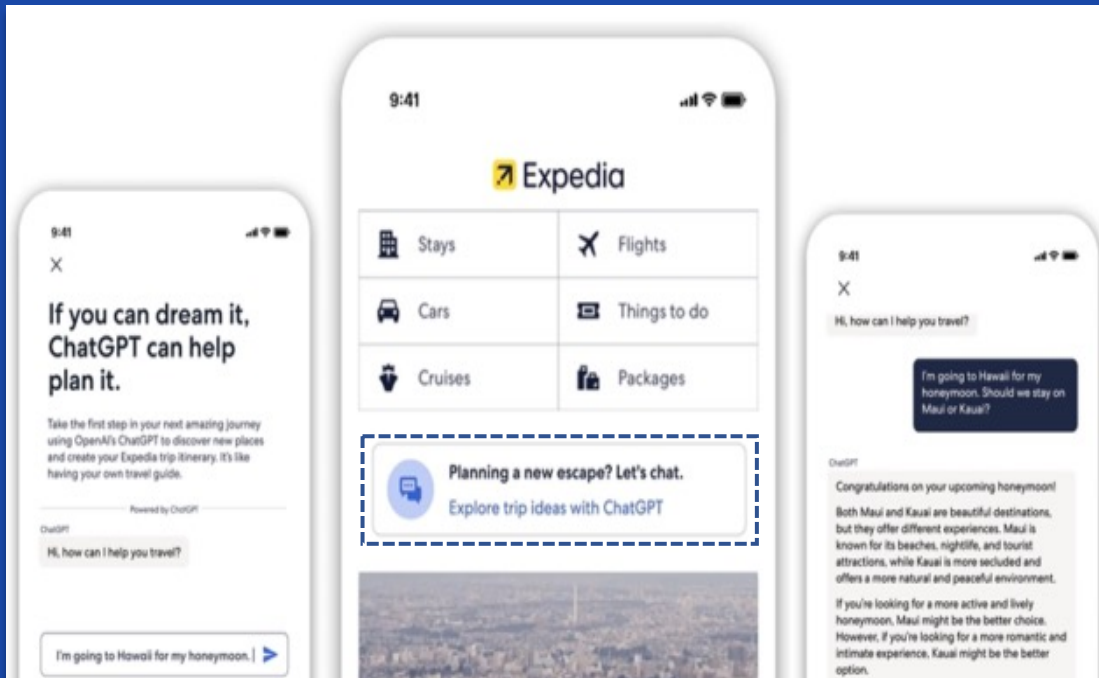 9:41
If you can dream it,
ChatGPT can help
plan it.
Take the first step in your next amazing journey
using OpenAI's ChatGPT to discover new places
and create your Expedia trip itinerary. It's like
having your own travel guide.
Powered by ChatGPT
ChatGPT
Hi, how can I help you travel?
I'm going to Hawaii for my honeymoon.
9:41
Expedia
Stays
Flights
Cars
Things to do
Cruises
Packages
Planning a new escape? Let's chat.
Explore trip ideas with ChatGPT
9:41
Hi, how can I help you travel?
I'm going to Hawaii for my
honeymoon. Should we stay on
Maui or Kauai?
ChatGPT
Congratulations on your upcoming honeymoon!
Both Maui and Kauai are beautiful destinations,
but they offer different experiences. Maui is
known for its beaches, nightlife, and tourist
attractions, while Kauai is more secluded and
offers a more natural and peaceful environment.
If you're looking for a more active and lively
honeymoon, Maui might be the better choice.
However, if you're looking for a more romantic and
intimate experience, Kauai might be the better
option.